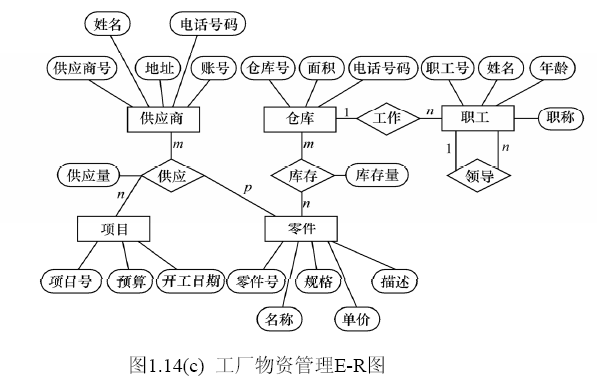 姓名 电话号码
供应商号 地址 账号 仓库号 面积 电话号码 职工号 姓名 年龄
供应商 仓库 1 工作 n 职工 职称
m m 1 n
供应量 供应 库存 库存量 领导
n p n
项目 零件
项目号 预算 开工日期 零件号 规格 描述
名称 单价
图1.14(c) 工厂物资管理E-R图